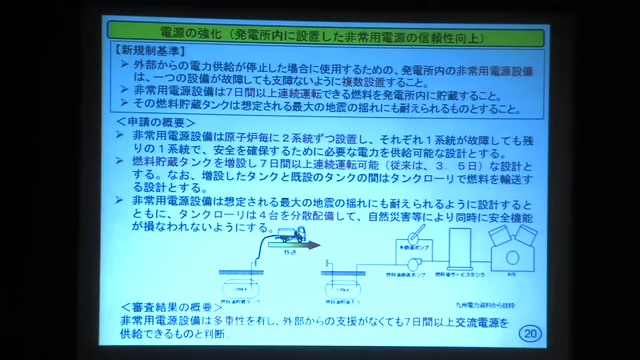 電源の強化（発電所内に設置した非常用電源の信頼性向上）
【新規制基準】
➢ 外部からの電力供給が停止した場合に使用するための、発電所内の非常用電源設備
は、一つの設備が故障しても支障ないように複数設置すること。
➢ 非常用電源設備は7日間以上連続運転できる燃料を発電所内に貯蔵すること。
➢ その燃料貯蔵タンクは想定される最大の地震の揺れにも耐えられるものとすること。
＜申請の概要＞
➢ 非常用電源設備は原子炉毎に２系統ずつ設置し、それぞれ１系統が故障しても残
りの１系統で、安全を確保するために必要な電力を供給可能な設計とする。
➢ 燃料貯蔵タンクを増設し７日間以上連続運転可能（従来は、３．５日）な設計と
する。なお、増設したタンクと既設のタンクの間はタンクローリで燃料を輸送す
る設計とする。
➢ 非常用電源設備は想定される最大の地震の揺れにも耐えられるように設計すると
ともに、タンクローリは４台を分散配備して、自然災害等により同時に安全機能
が損なわれないようにする。
移送
燃料油移送ポンプ
燃料油サービスタンク
D/G
九州電力資料から抜粋
＜審査結果の概要＞
非常用電源設備は多重性を有し、外部からの支援がなくても7日間以上交流電源を
供給できるものと判断。
20